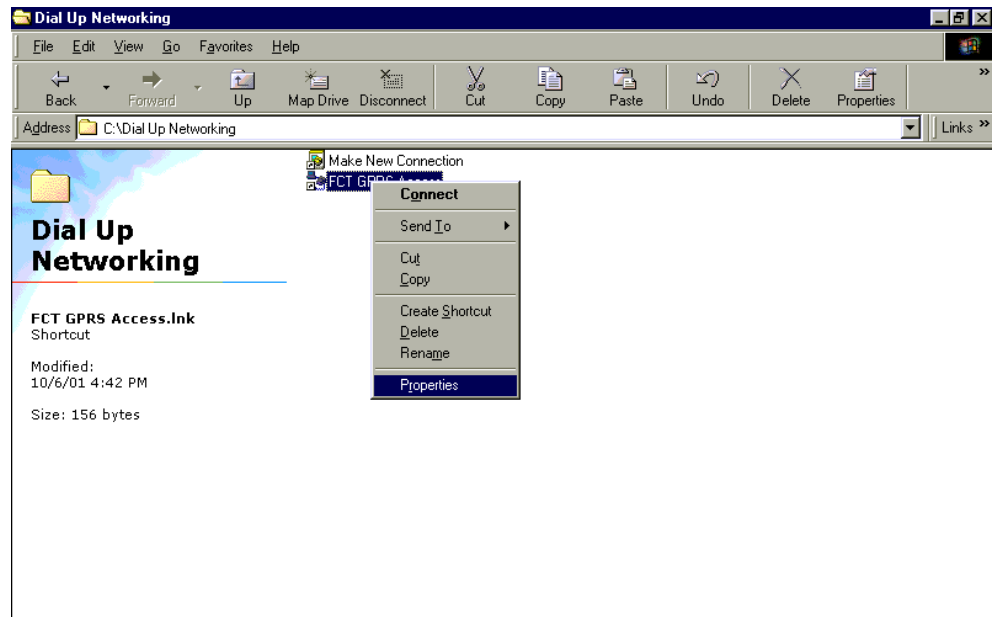 Dial Up Networking
File Edit View Go Favorites Help
Back Forward Up Map Drive Disconnect Cut Copy Paste Undo Delete Properties »
Address C:\Dial Up Networking Links »
Make New Connection
FCT GPRS Access
Connect
Send To
Cut
Copy
Create Shortcut
Delete
Rename
Properties
Dial Up
Networking
FCT GPRS Access.lnk
Shortcut
Modified:
10/6/01 4:42 PM
Size: 156 bytes